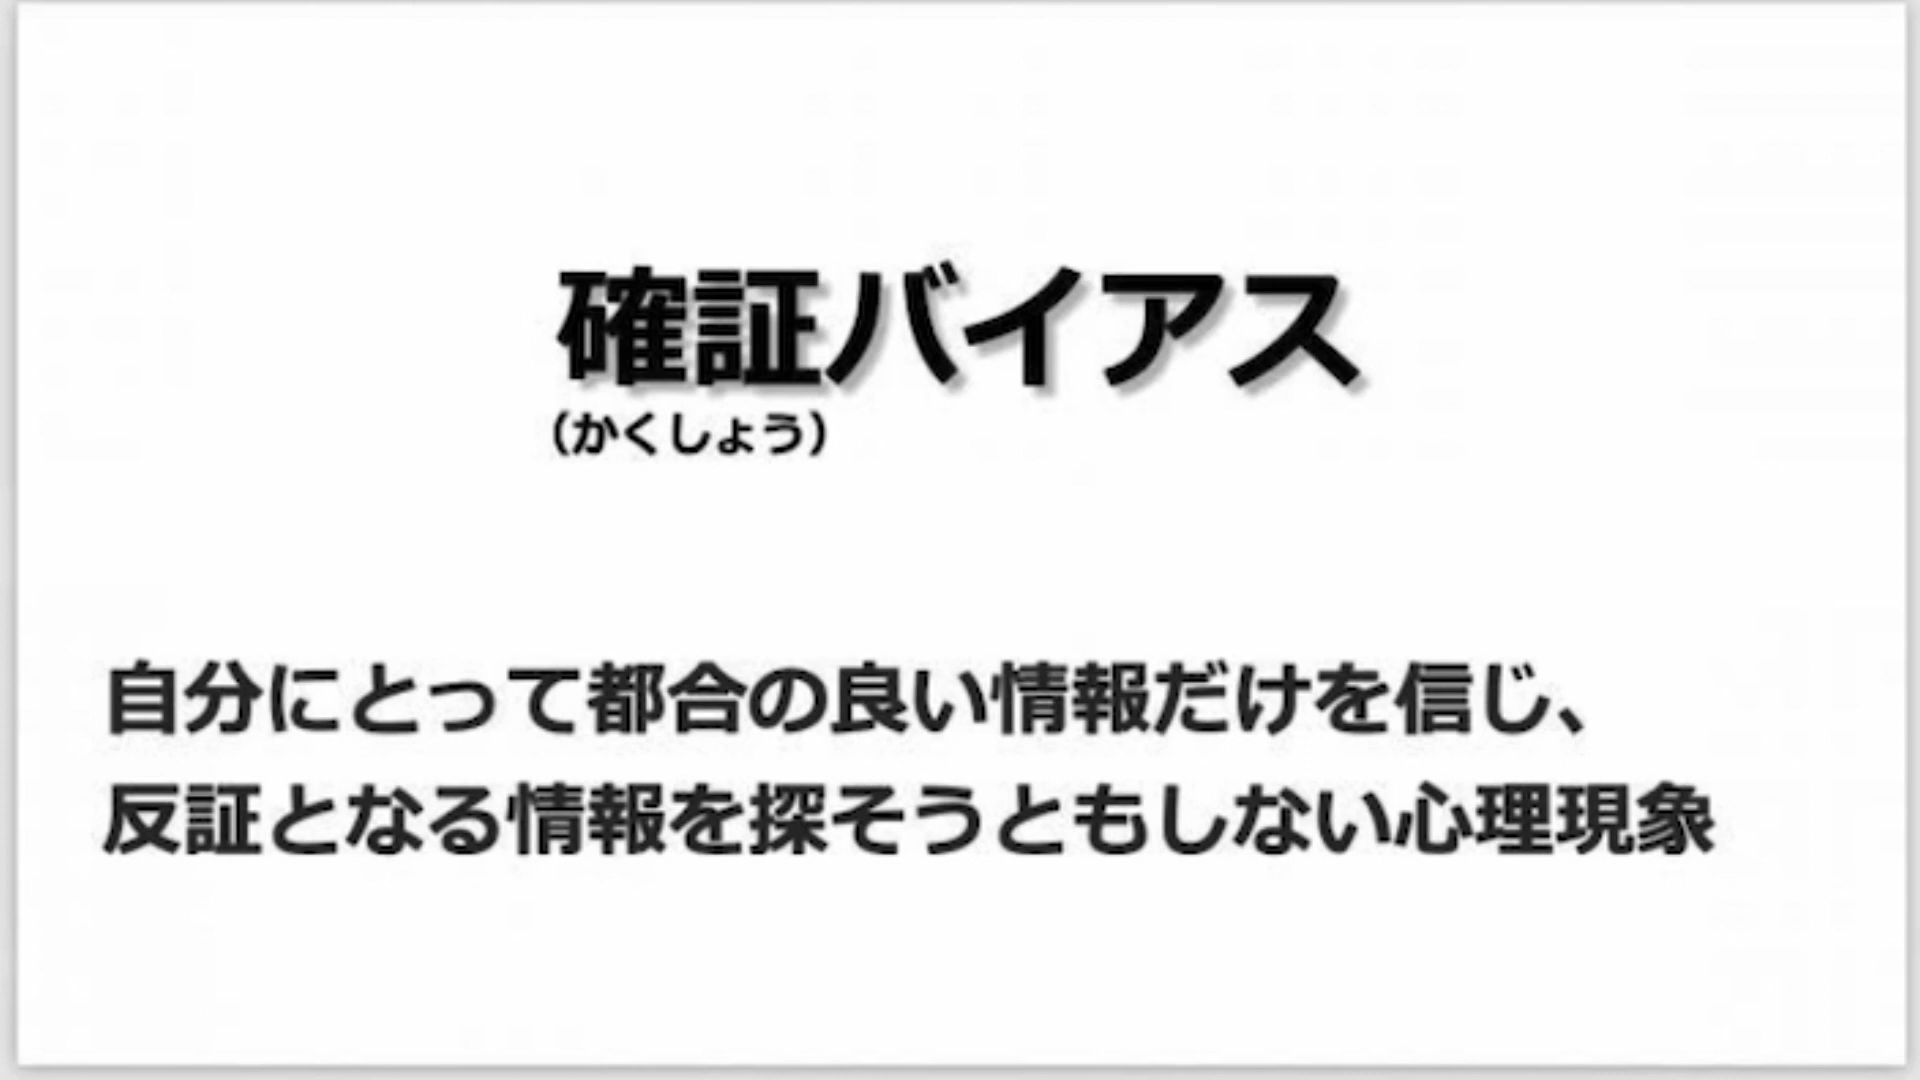 確証バイアス
（かくしょう）
自分にとって都合の良い情報だけを信じ、
反証となる情報を探そうともしない心理現象